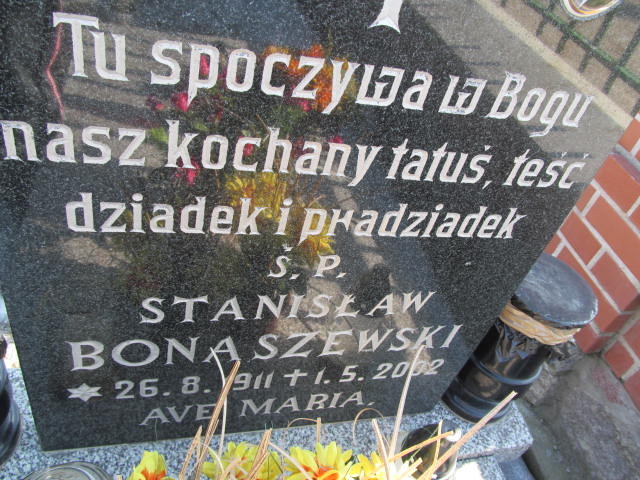 Tu spoczywa w Bogu
nasz kochany tatuś, teść
dziadek i pradziadek
Ś. P.
STANISŁAW
BONASZEWSKI
* 26.8.1911 + 1.5.2002
AVE MARIA.